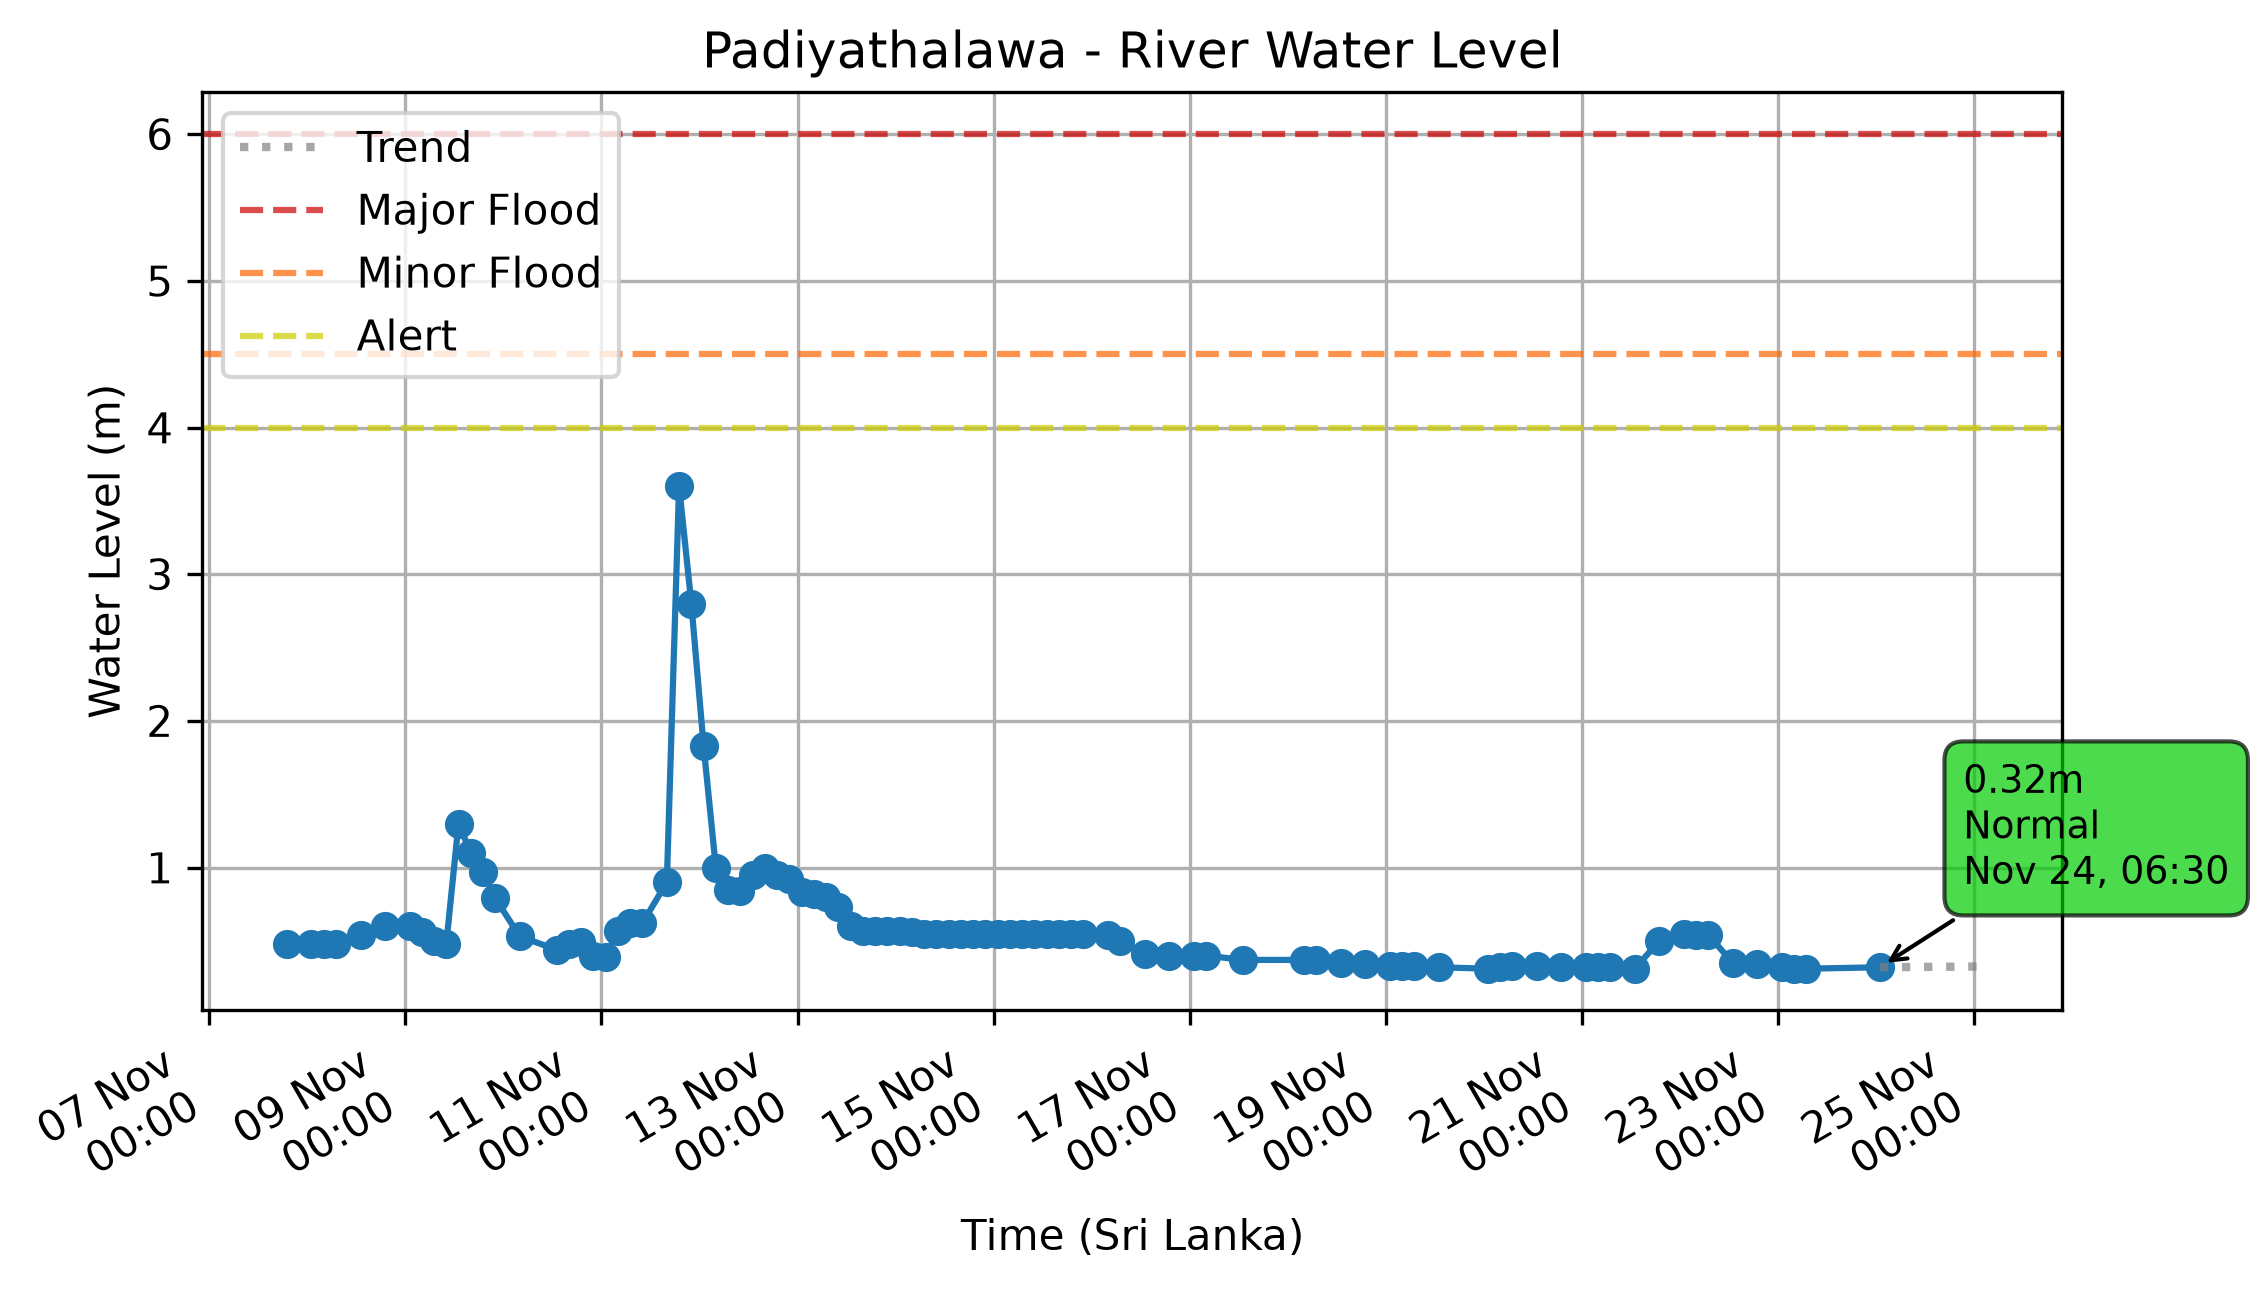 Padiyathalawa - River Water Level
Trend
Major Flood
Minor Flood
Alert
Water Level (m)
6
5
4
3
2
1
0.32m
Normal
Nov 24, 06:30
07 Nov
00:00
09 Nov
00:00
11 Nov
00:00
13 Nov
00:00
15 Nov
00:00
17 Nov
00:00
19 Nov
00:00
21 Nov
00:00
23 Nov
00:00
25 Nov
00:00
Time (Sri Lanka)